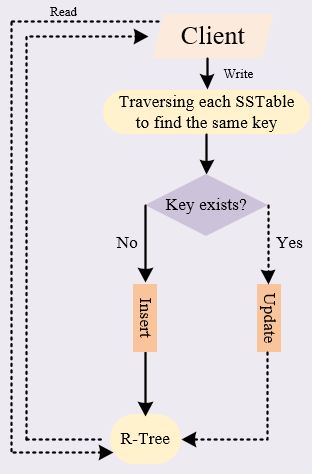 Read
Client
Write
Traversing each SSTable
to find the same key
Key exists?
No
Yes
Insert
Update
R-Tree